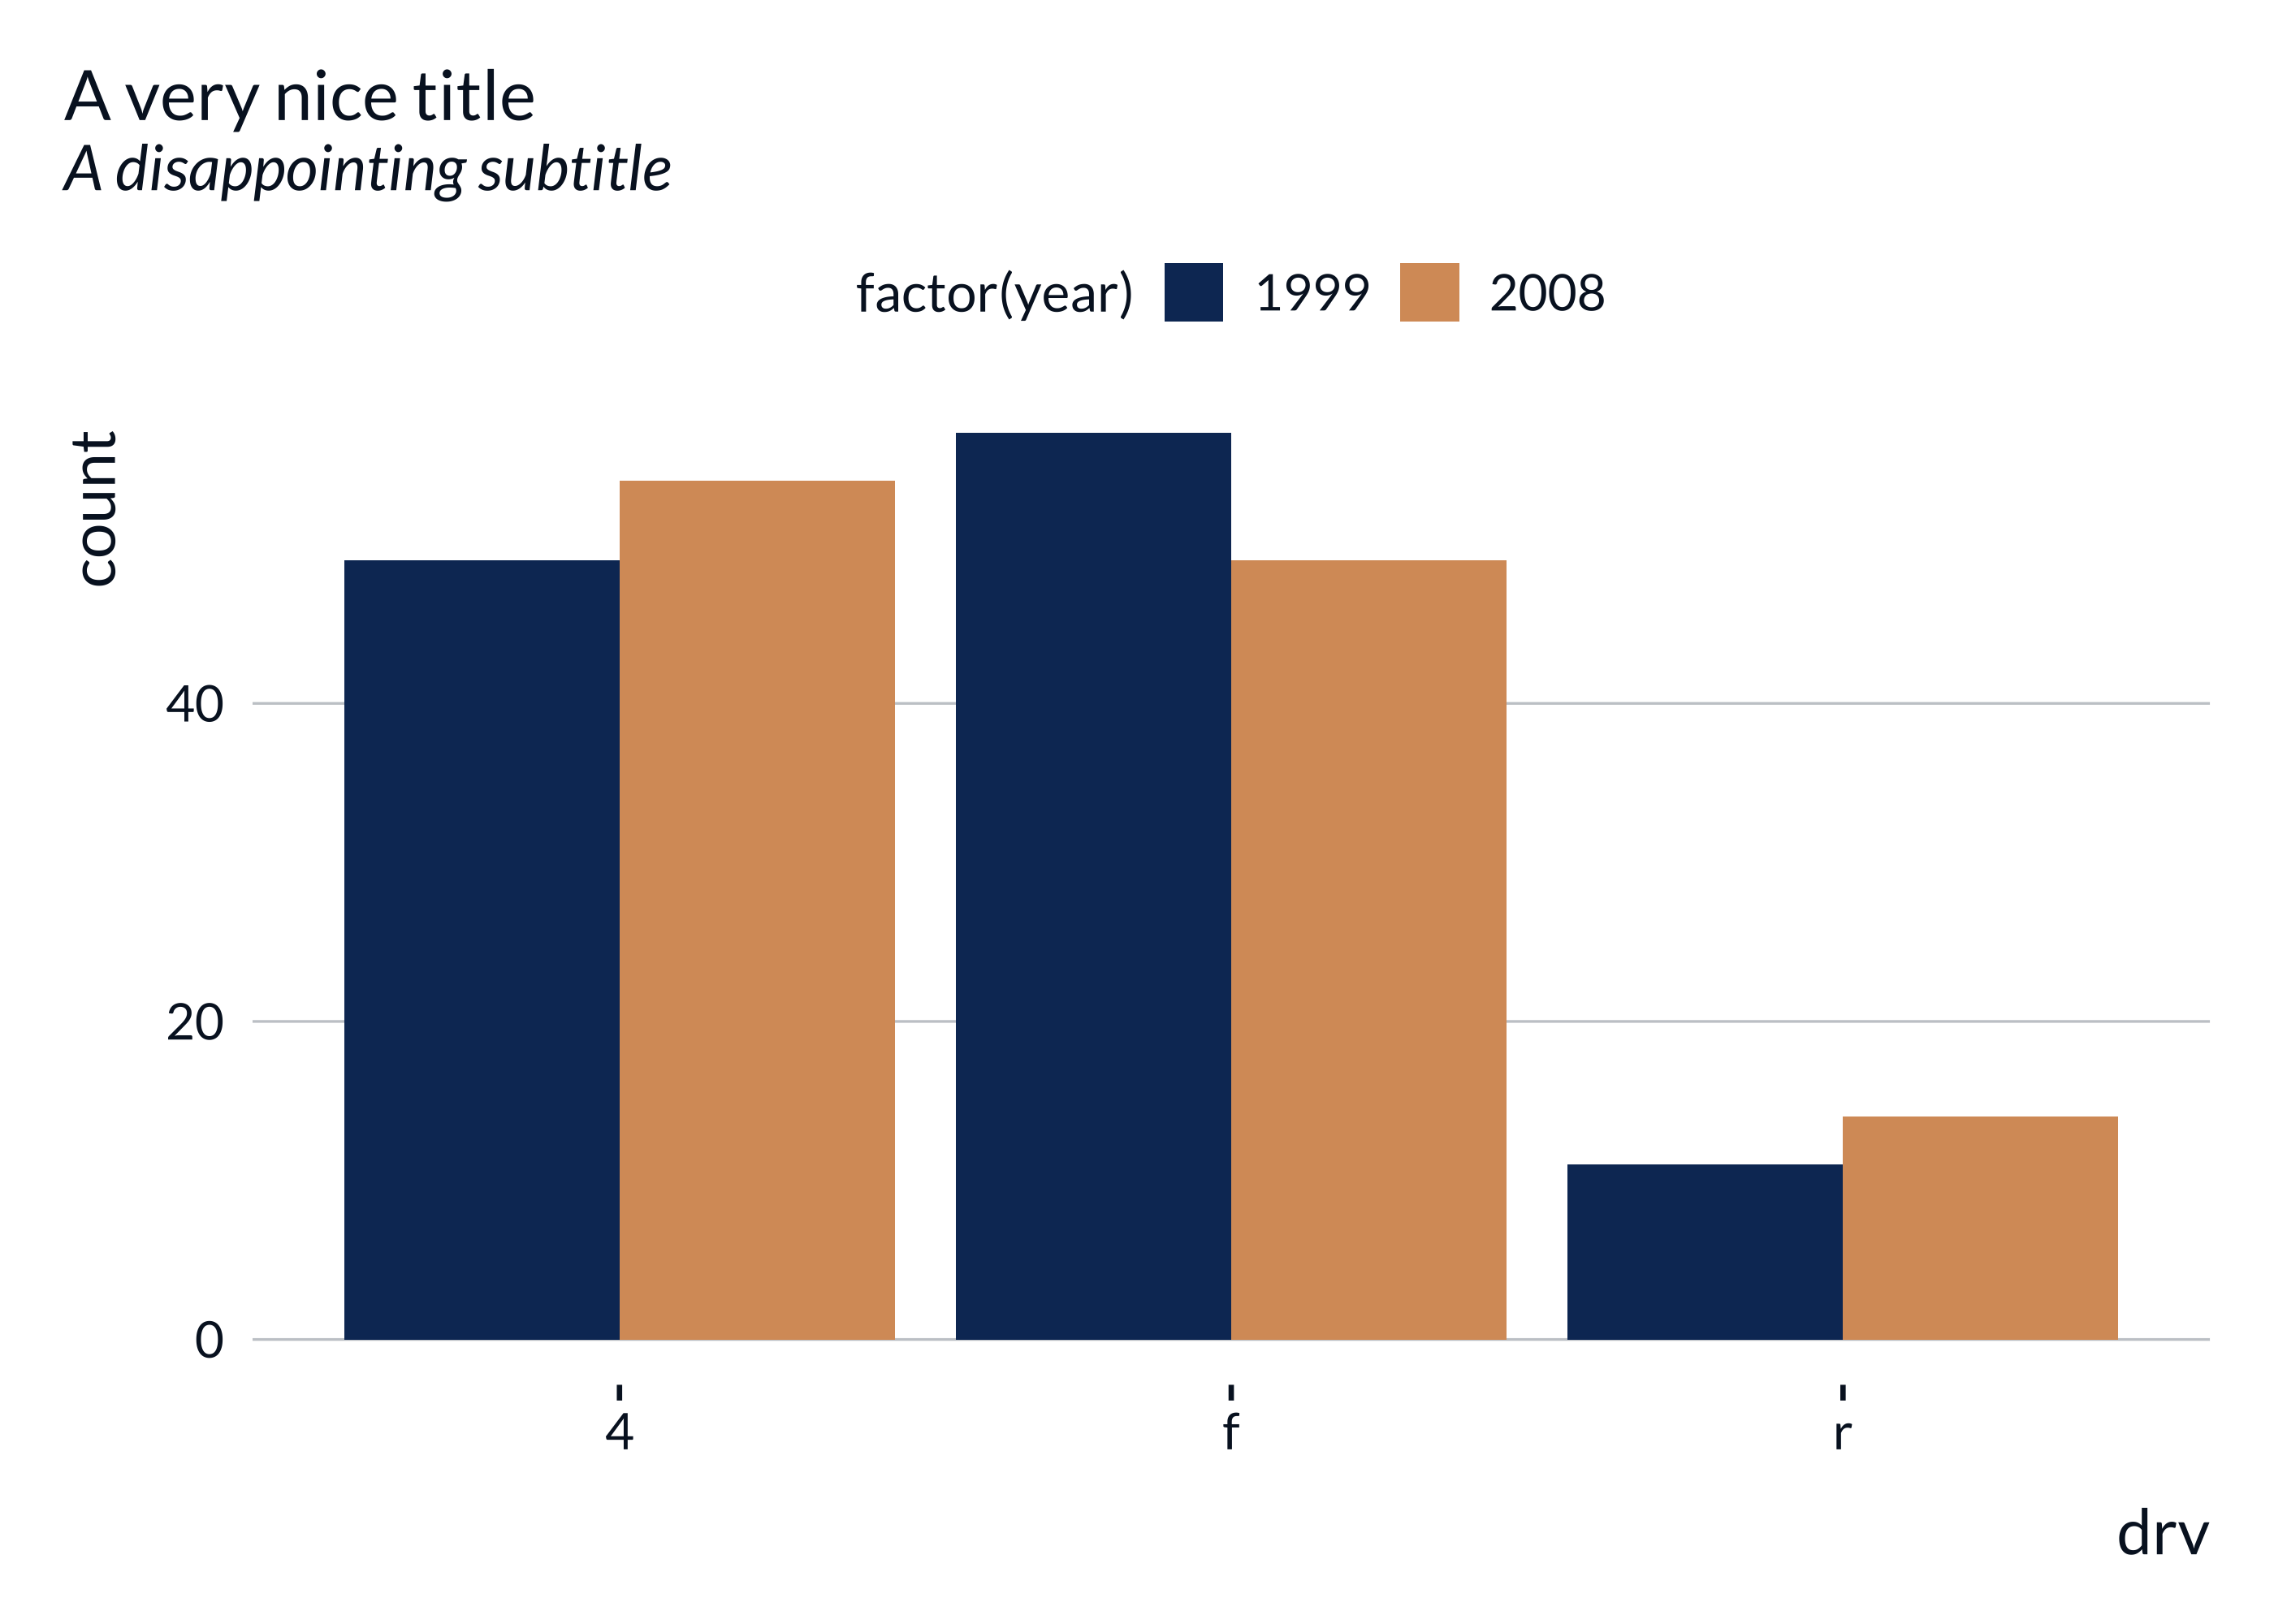 A very nice title
A disappointing subtitle
factor(year) 1999 2008
count
40
20
0
4 f r
drv